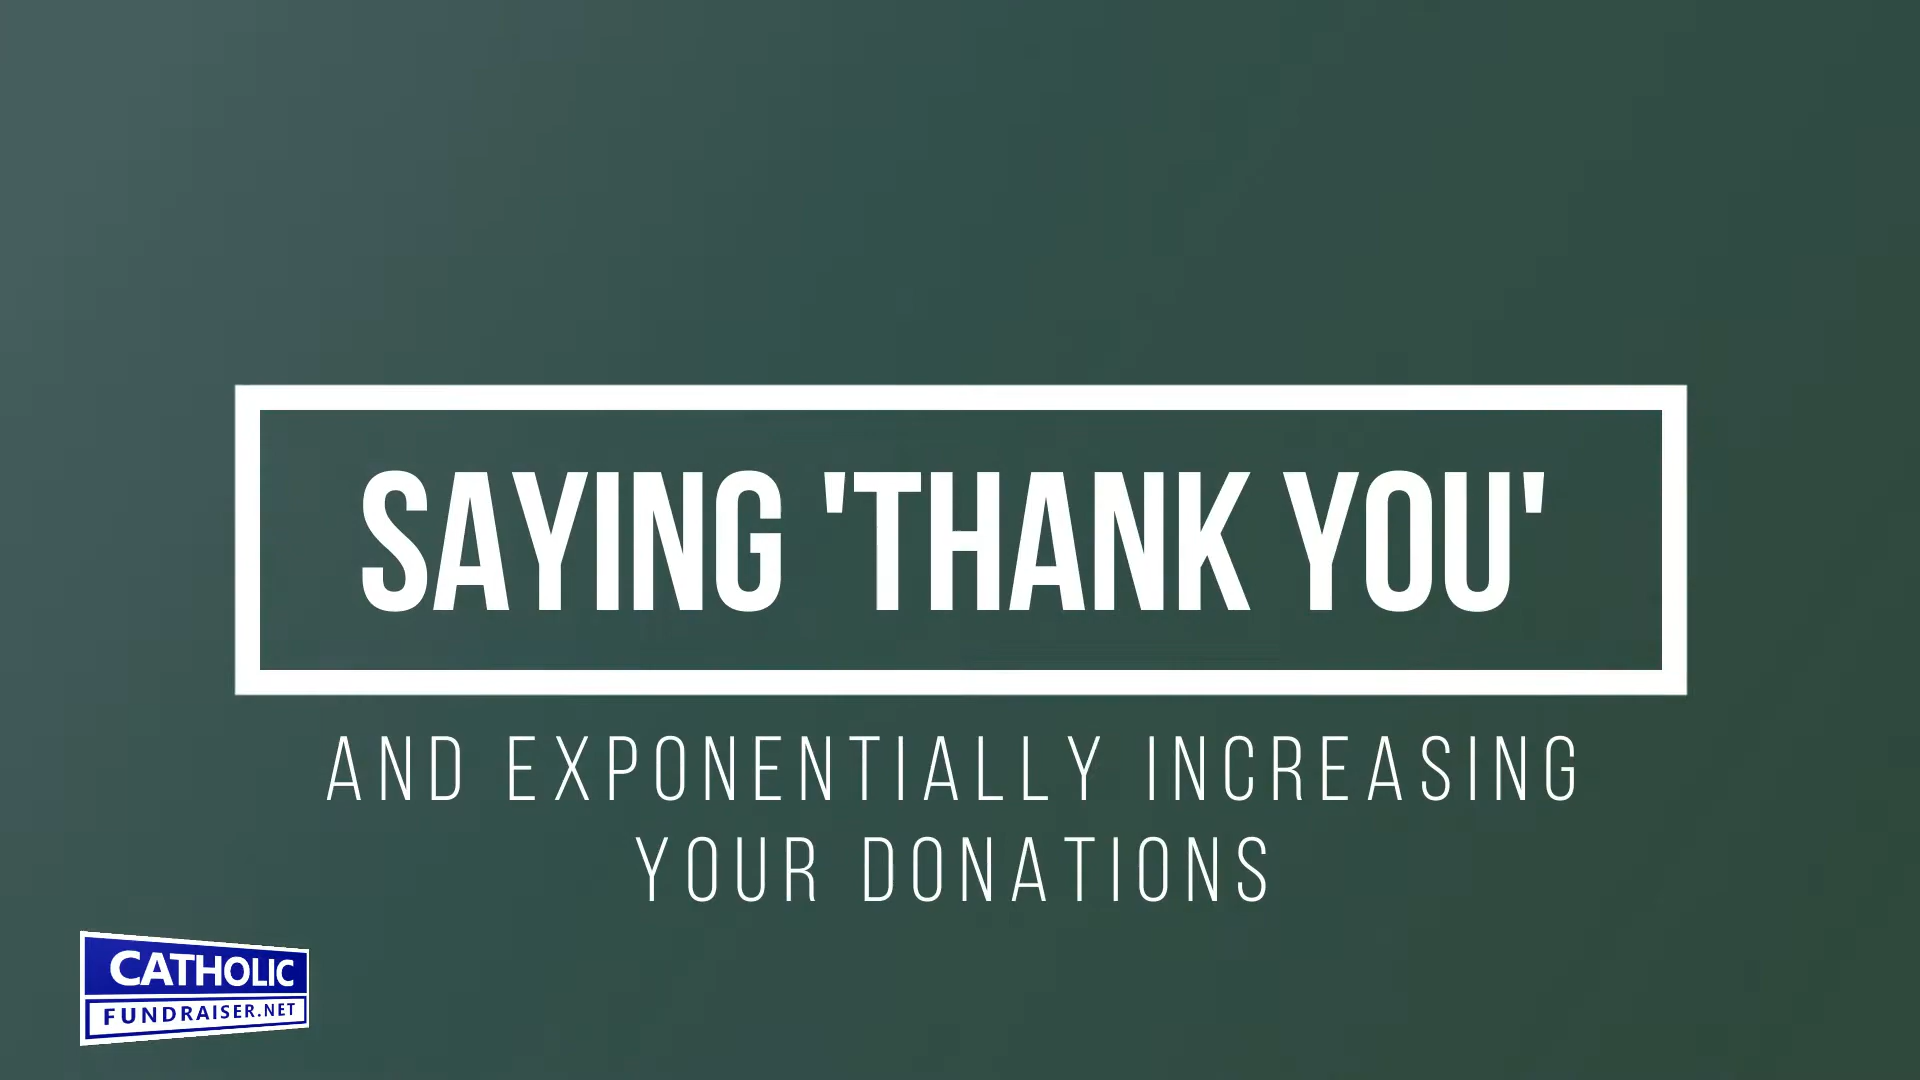 SAYING 'THANK YOU'
AND EXPONENTIALLY INCREASING
YOUR DONATIONS
CATHOLIC
FUNDRAISER.NET